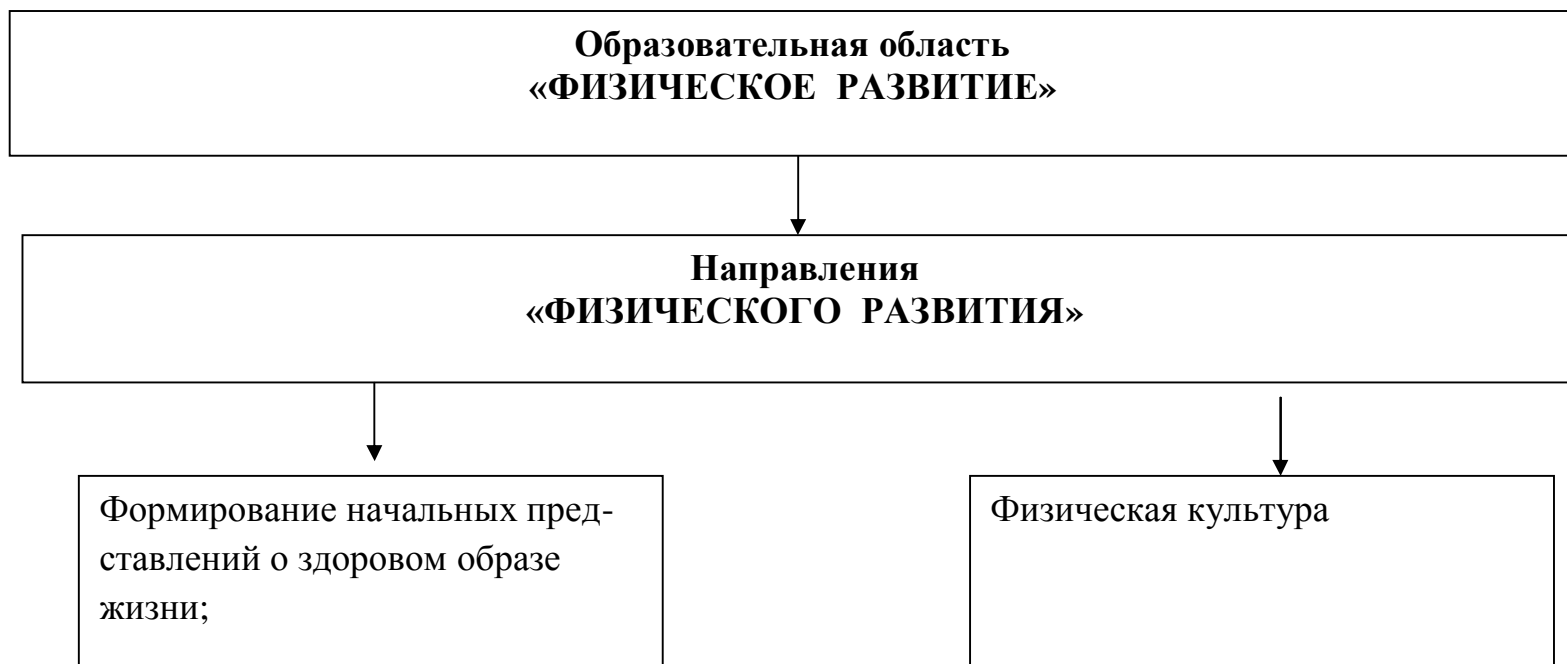 Образовательная область
«ФИЗИЧЕСКОЕ РАЗВИТИЕ»
Направления
«ФИЗИЧЕСКОГО РАЗВИТИЯ»
Формирование начальных пред-
ставлений о здоровом образе
жизни;
Физическая культура